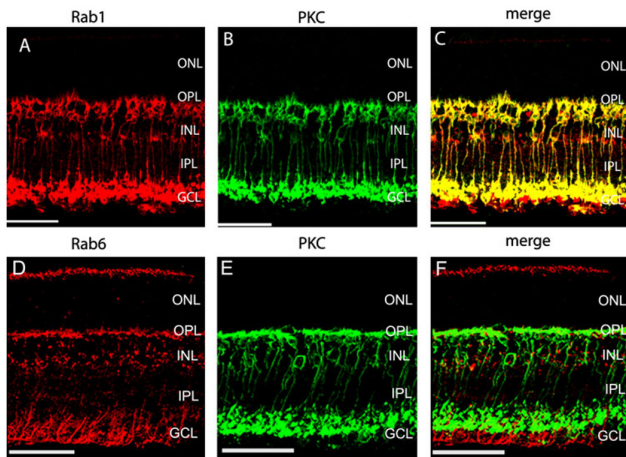 Rab1 PKC merge
A B C
ONL ONL ONL
OPL OPL OPL
INL INL INL
IPL IPL IPL
GCL GCL GCL
Rab6 PKC merge
D E F
ONL ONL ONL
OPL OPL OPL
INL INL INL
IPL IPL IPL
GCL GCL GCL